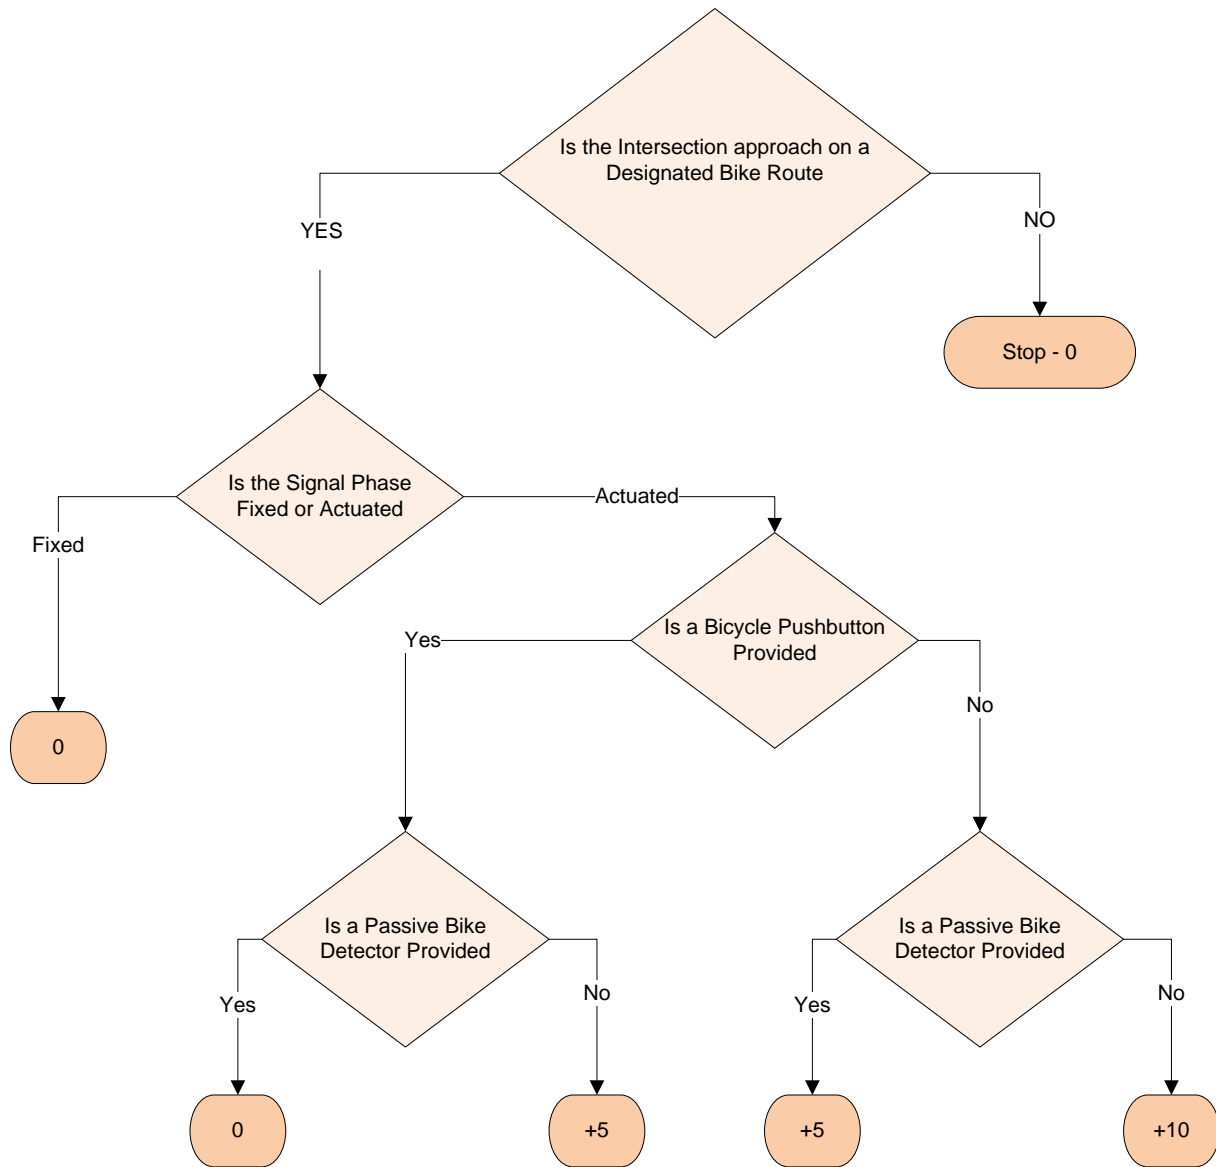 Is the Intersection approach on a
Designated Bike Route
YES
NO
Stop - 0
Is the Signal Phase
Fixed or Actuated
Actuated
Fixed
Is a Bicycle Pushbutton
Provided
Yes
No
0
Is a Passive Bike
Detector Provided
Is a Passive Bike
Detector Provided
Yes
No
Yes
No
0
+5
+5
+10